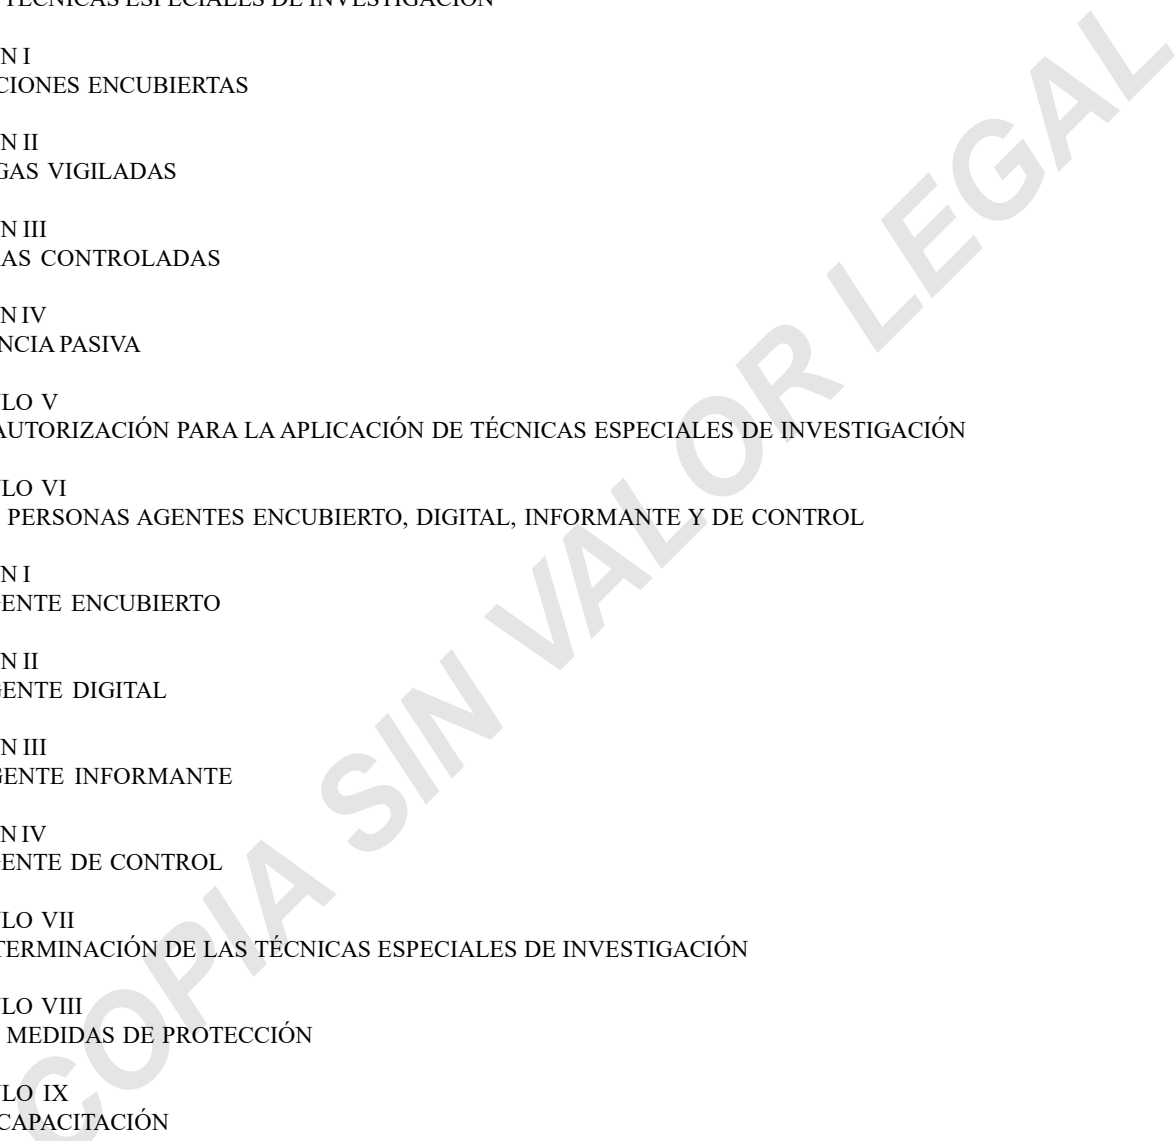 TÉCNICAS ESPECIALES DE INVESTIGACIÓN
N I
CIONES ENCUBIERTAS
N II
GAS VIGILADAS
N III
AS CONTROLADAS
N IV
NCIA PASIVA
LO V
AUTORIZACIÓN PARA LA APLICACIÓN DE TÉCNICAS ESPECIALES DE INVESTIGACIÓN
LO VI
PERSONAS AGENTES ENCUBIERTO, DIGITAL, INFORMANTE Y DE CONTROL
N I
ENTE ENCUBIERTO
N II
ENTE DIGITAL
N III
GENTE INFORMANTE
N IV
ENTE DE CONTROL
LO VII
TERMINACIÓN DE LAS TÉCNICAS ESPECIALES DE INVESTIGACIÓN
LO VIII
MEDIDAS DE PROTECCIÓN
LO IX
CAPACITACIÓN
COPIA SIN VALOR LEGAL